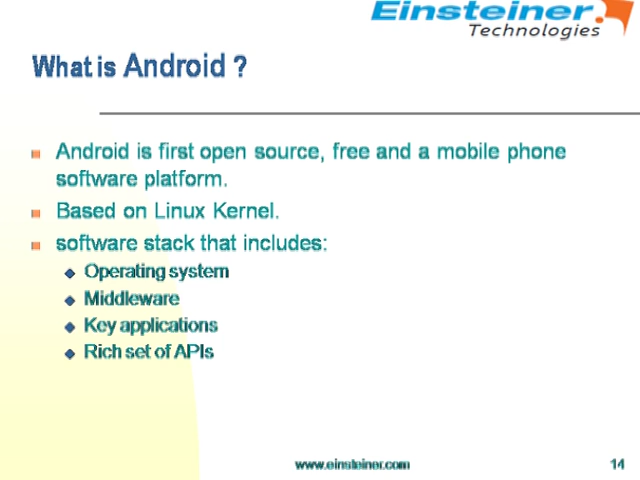 Einsteiner
Technologies
What is Android ?
Android is first open source, free and a mobile phone
software platform.
Based on Linux Kernel.
software stack that includes:
Operating system
Middleware
Key applications
Rich set of APIs
www.einsteiner.com
14